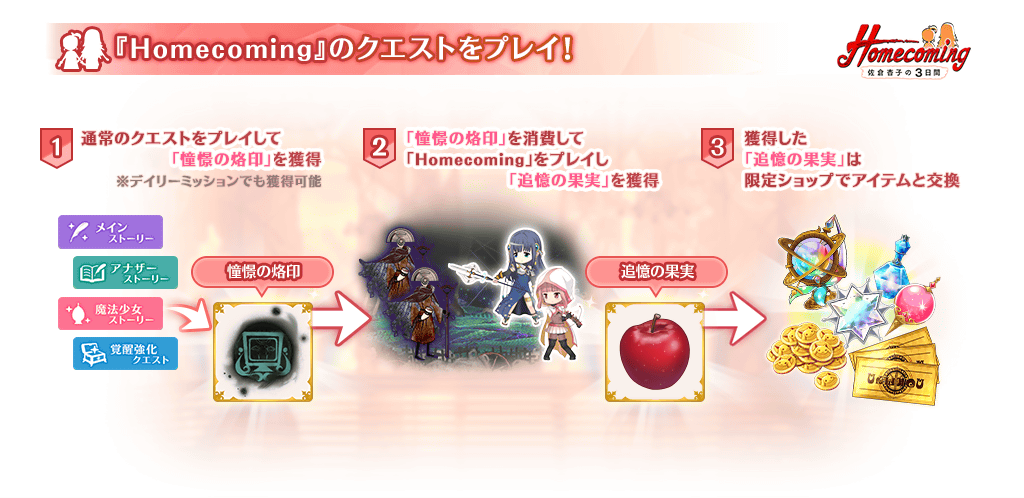 『Homecoming』のクエストをプレイ!
Homecoming
佐倉杏子の3日間
1
通常のクエストをプレイして
「憧憬の烙印」を獲得
※デイリーミッションでも獲得可能
メイン
ストーリー
アナザー
ストーリー
魔法少女
ストーリー
覚醒強化
クエスト
憧憬の烙印
2
「憧憬の烙印」を消費して
「Homecoming」をプレイし
「追憶の果実」を獲得
追憶の果実
3
獲得した
「追憶の果実」は
限定ショップでアイテムと交換